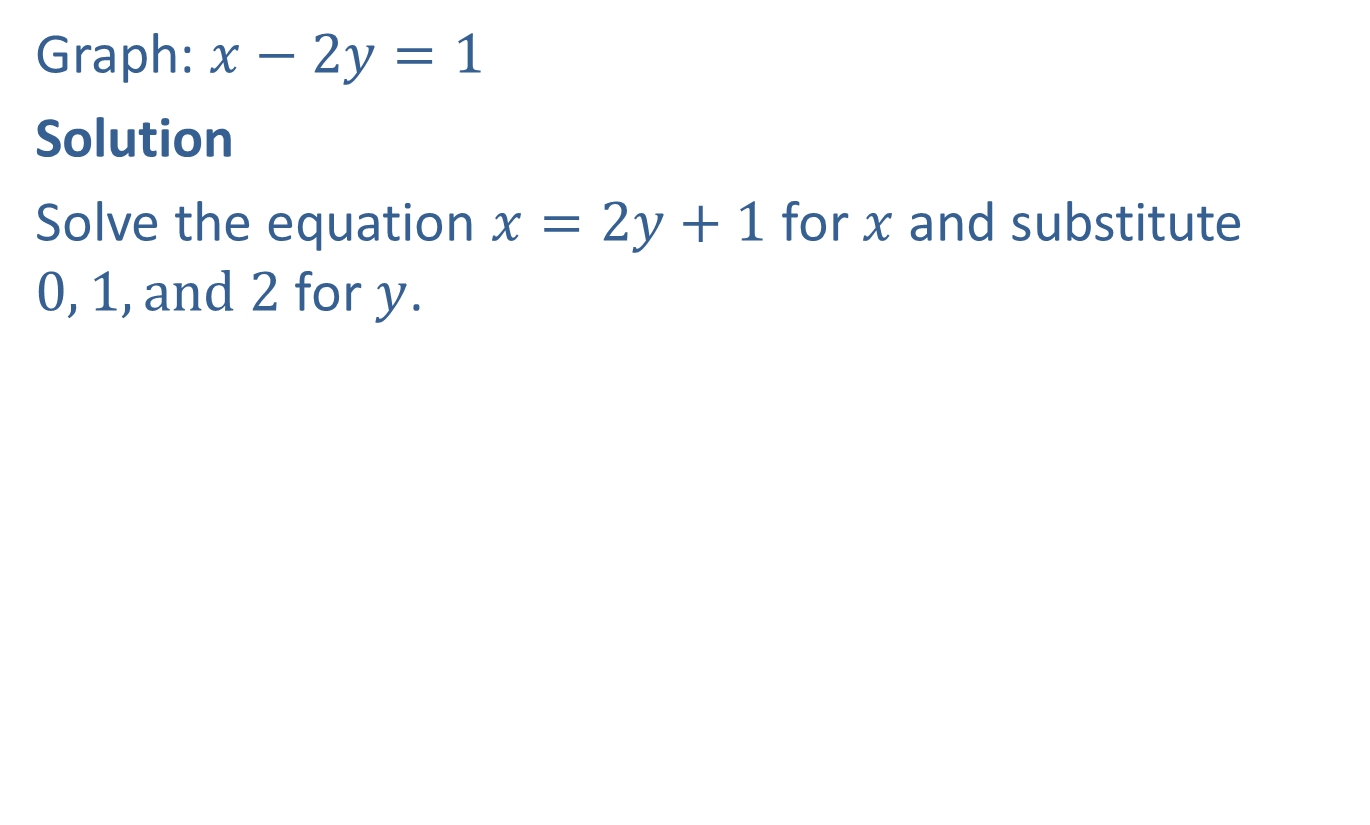 Graph: x − 2y = 1
Solution
Solve the equation x = 2y + 1 for x and substitute
0, 1, and 2 for y.